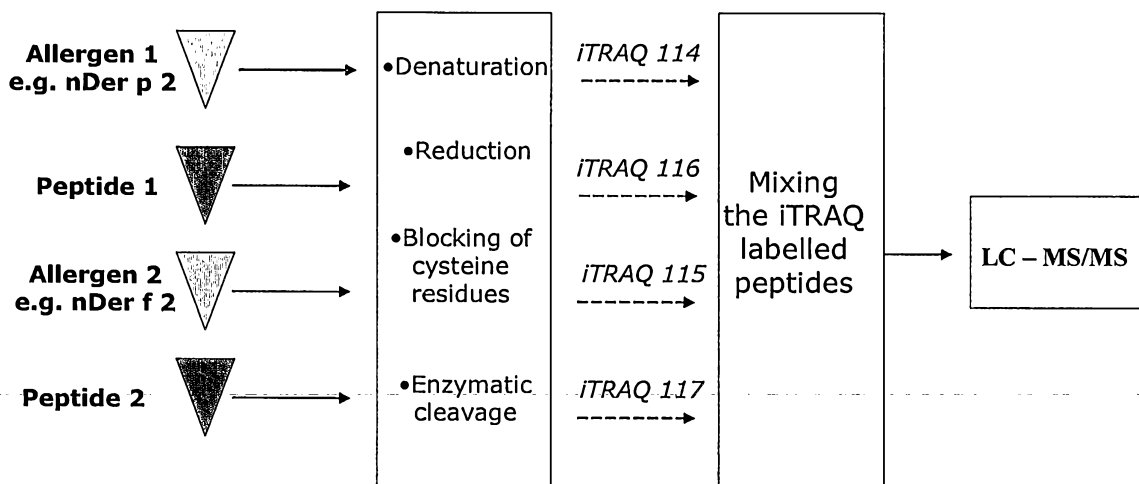 Allergen 1
e.g. nDer p 2
Peptide 1
Allergen 2
e.g. nDer f 2
Peptide 2
•Denaturation
•Reduction
•Blocking of
cysteine
residues
•Enzymatic
cleavage
iTRAQ 114
iTRAQ 116
iTRAQ 115
iTRAQ 117
Mixing
the iTRAQ
labelled
peptides
LC – MS/MS